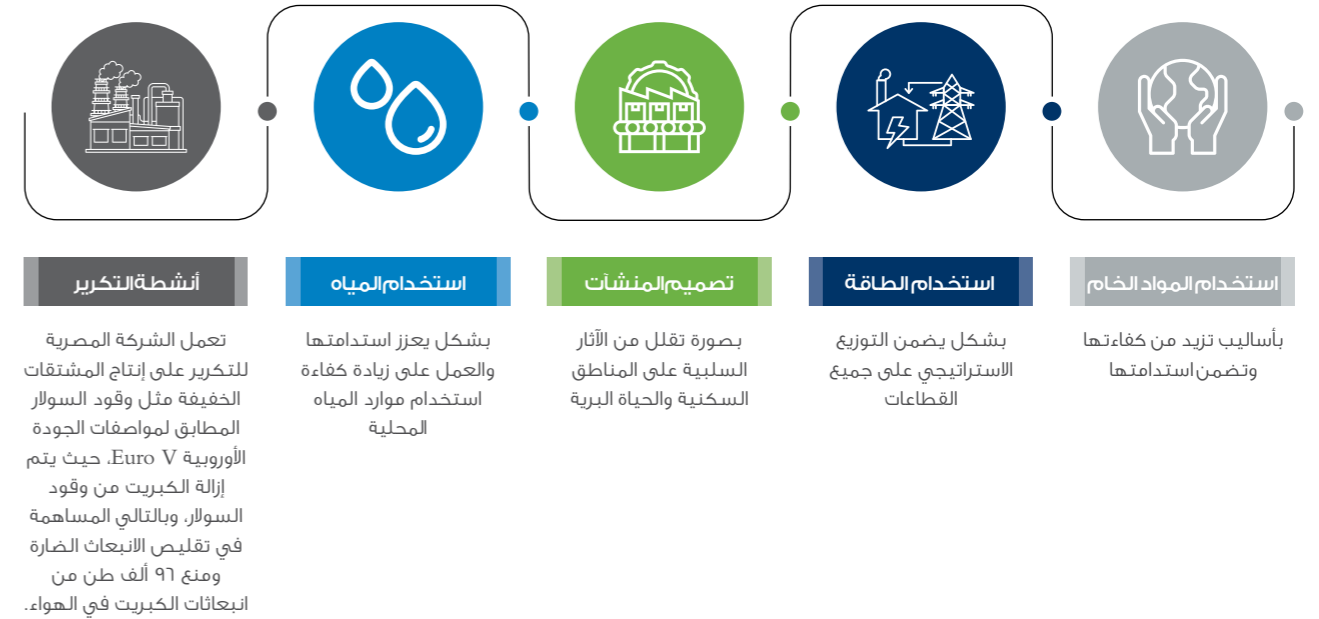 استخدام المواد الخام
بأساليب تزيد من كفاءتها
وتضمن استدامتها
استخدام الطاقة
بشكل يضمن التوزيع
الاستراتيجي على جميع
القطاعات
تصميم المنشآت
بصورة تقلل من الآثار
السلبية على المناطق
السكنية والحياة البرية
استخدام المياه
بشكل يعزز استدامتها
والعمل على زيادة كفاءة
استخدام موارد المياه
المحلية
أنشطة التكرير
تعمل الشركة المصرية
للتكرير على إنتاج المشتقات
الخفيفة مثل وقود السولار
المطابق لمواصفات الجودة
الأوروبية Euro V، حيث يتم
إزالة الكبريت من وقود
السولار، وبالتالي المساهمة
في تقليص الانبعاث الضارة
ومنع ٩٦ ألف طن من
انبعاثات الكبريت في الهواء.